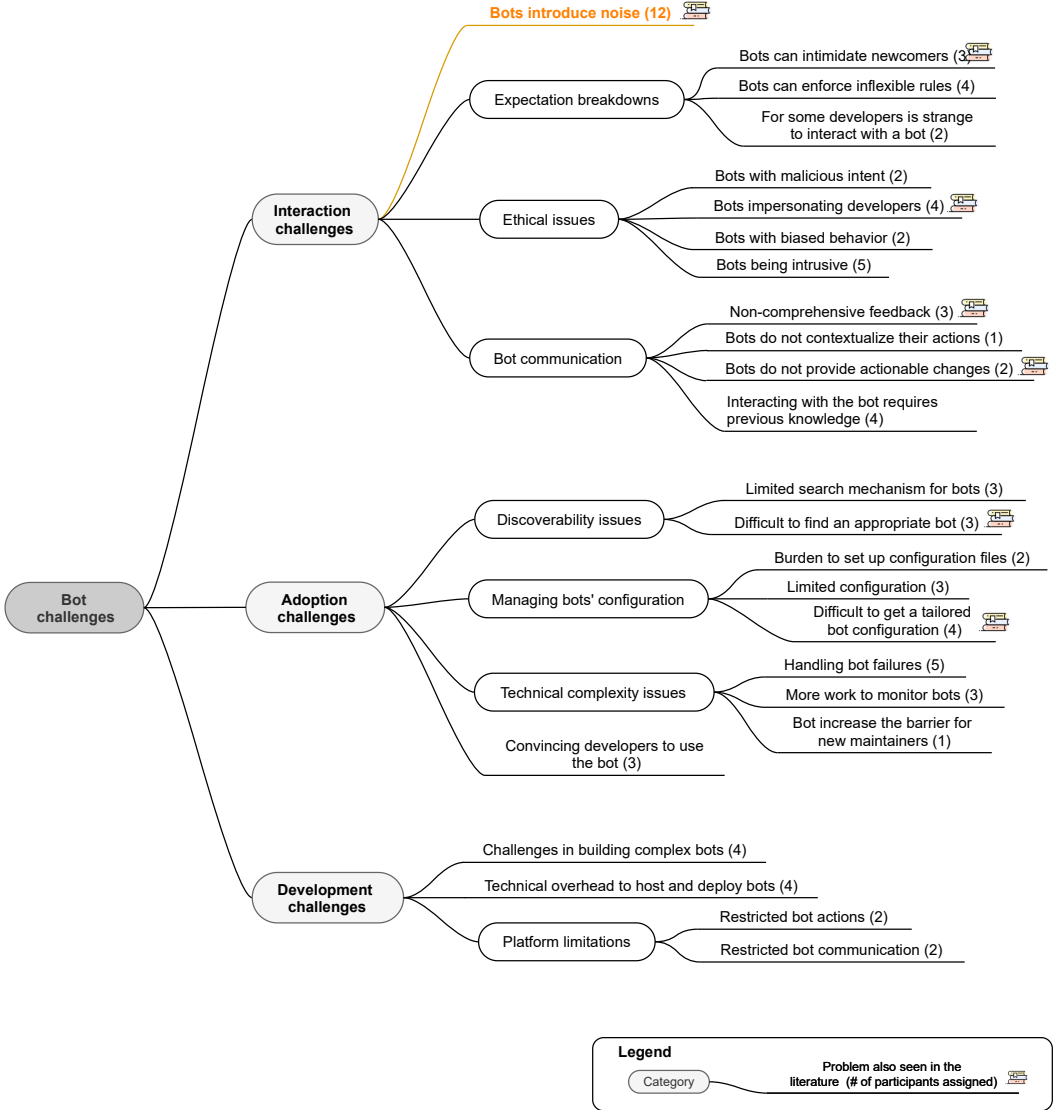 Bots introduce noise (12)
Bots can intimidate newcomers (3)
Bots can enforce inflexible rules (4)
For some developers is strange
to interact with a bot (2)
Expectation breakdowns
Bots with malicious intent (2)
Bots impersonating developers (4)
Bots with biased behavior (2)
Bots being intrusive (5)
Ethical issues
Interaction
challenges
Non-comprehensive feedback (3)
Bots do not contextualize their actions (1)
Bots do not provide actionable changes (2)
Interacting with the bot requires
previous knowledge (4)
Bot communication
Limited search mechanism for bots (3)
Difficult to find an appropriate bot (3)
Discoverability issues
Burden to set up configuration files (2)
Limited configuration (3)
Difficult to get a tailored
bot configuration (4)
Managing bots' configuration
Bot
challenges
Adoption
challenges
Handling bot failures (5)
More work to monitor bots (3)
Bot increase the barrier for
new maintainers (1)
Technical complexity issues
Convincing developers to use
the bot (3)
Challenges in building complex bots (4)
Technical overhead to host and deploy bots (4)
Development
challenges
Platform limitations
Restricted bot actions (2)
Restricted bot communication (2)
Legend
Category
Problem also seen in the
literature (# of participants assigned)